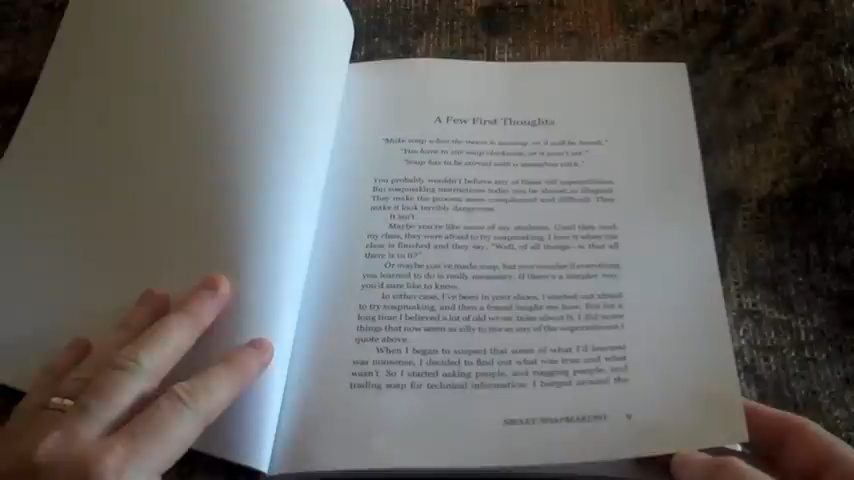 A Few First Thoughts
"Make soap when the moon is waning, or it will be
"You have to stir soap clockwise, or it won't set."
"Soap has to be stirred with a sassafras stick."
You probably wouldn't believe any of these old superstitions.
But soapmaking instructions today can be almost as
They make the process seem complicated and difficult. They
make it look terribly dangerous.
It isn't.
Maybe you're like some of my students. Until they took
my class, they were afraid to try soapmaking. I love it when the
class is finished and they say, "Well, of all things—is that all
there is to it?"
Or maybe you've made soap, but you wonder if everything
you learned to do is really necessary. If there's a simpler way,
you'd sure like to know.
In either case, I've been in your shoes. I started out afraid
to try soapmaking, and then a friend taught me how. But for a
long time I believed a lot of old about it. I did some
things that now seem as silly to me as any of the superstitions I
quote above.
When I began to suspect that some of what I'd learned
was nonsense, I decided to find out what was true and what
wasn't. So I started asking people, and nagging people, and
trading soap for technical information. I barged around the
SMART SOAPMAKING 9